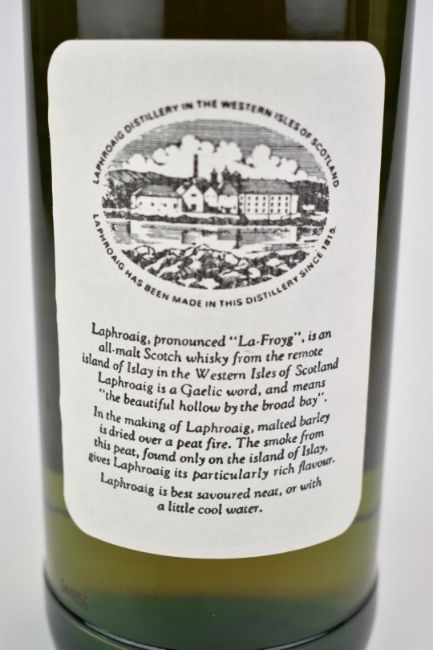 LAPHROAIG DISTILLERY IN THE WESTERN ISLES OF SCOTLAND
LAPHROAIG HAS BEEN MADE IN THIS DISTILLERY SINCE 1815.
Laphroaig, pronounced "La-Froyg", is an
all-malt Scotch whisky from the remote
island of Islay in the Western Isles of Scotland
Laphroaig is a Gaelic word, and means
"the beautiful hollow by the broad bay".
In the making of Laphroaig, malted barley
is dried over a peat fire. The smoke from
this peat, found only on the island of Islay,
gives Laphroaig its particularly rich flavour.
Laphroaig is best savoured neat, or with
a little cool water.